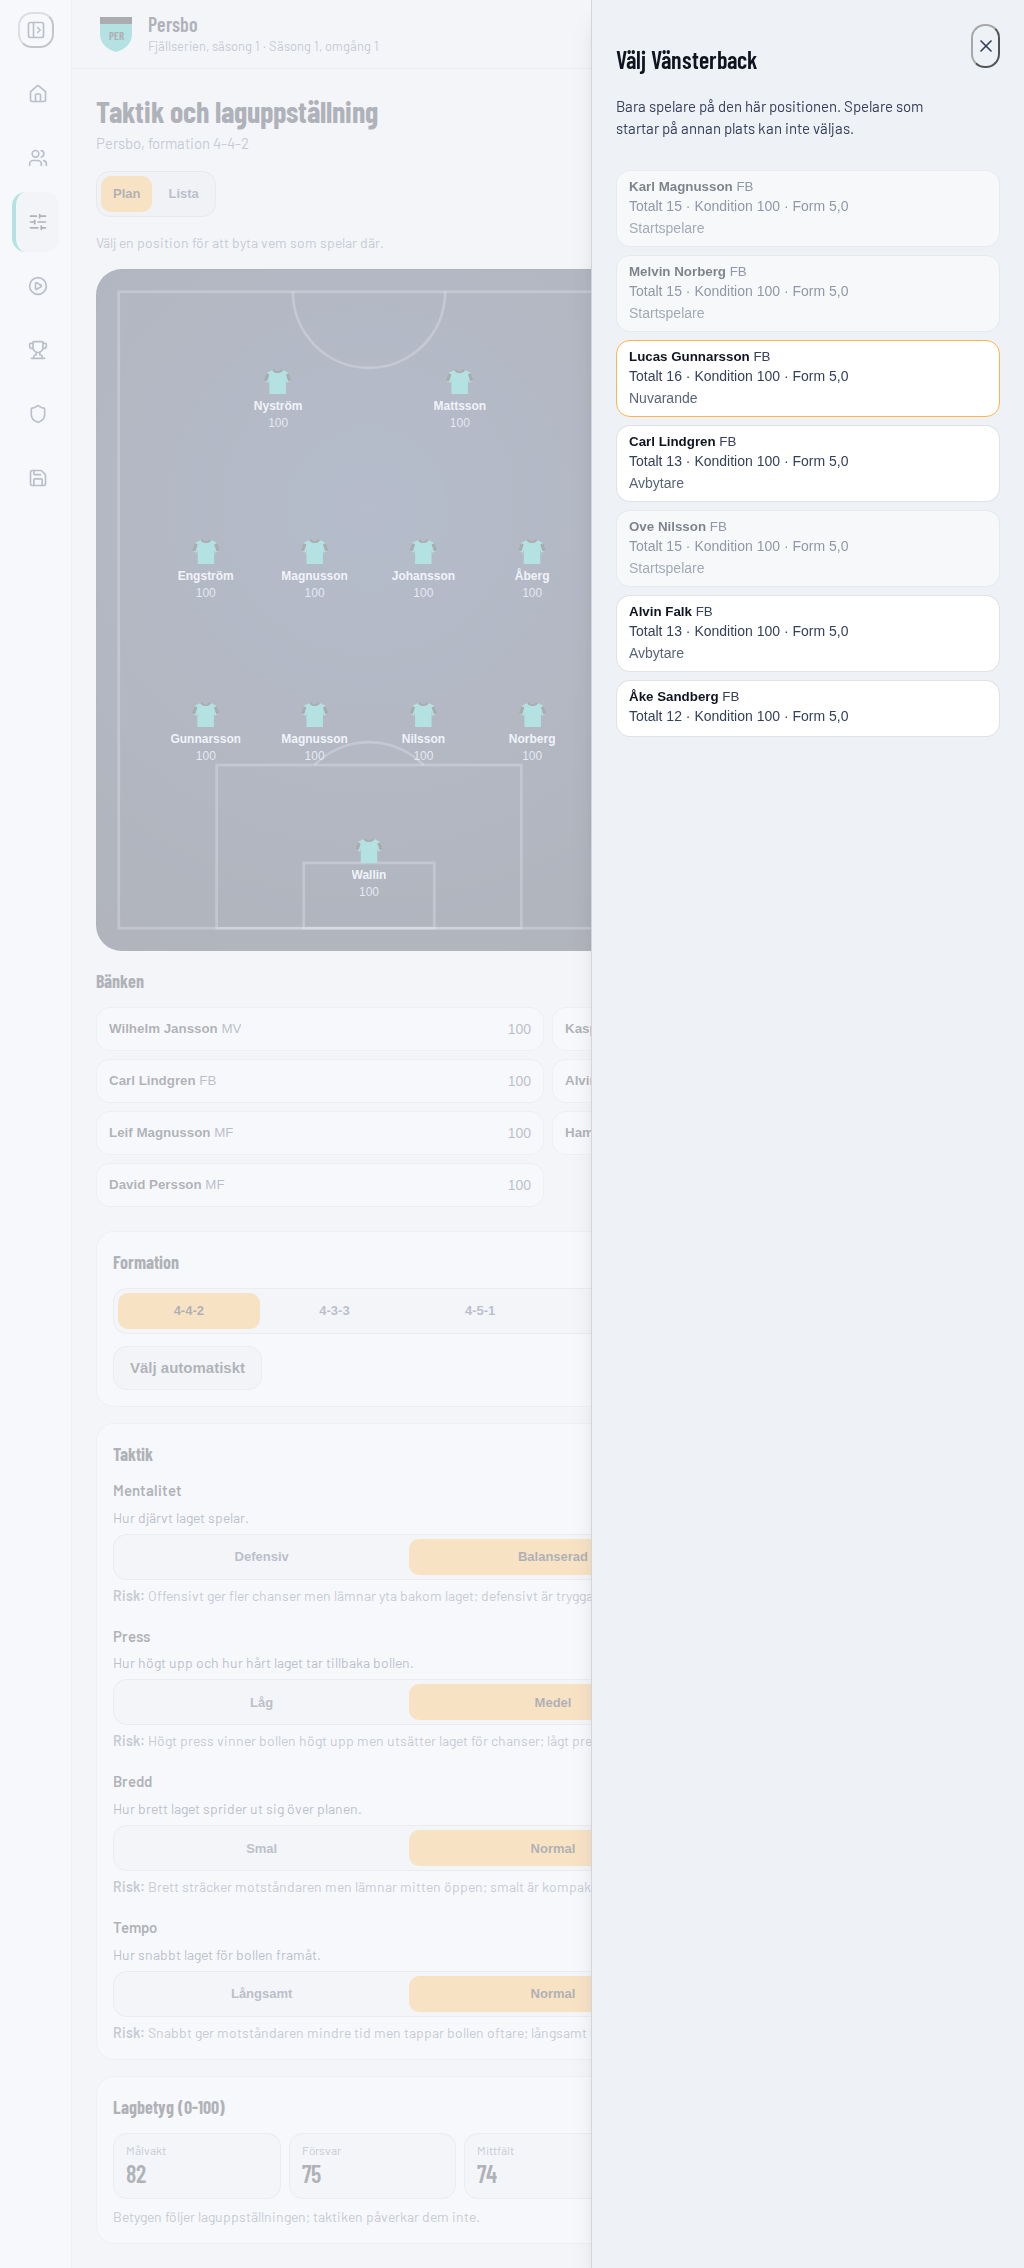 PER
Persbo
Fjällserien, säsong 1 · Säsong 1, omgång 1
Taktik och laguppställning
Persbo, formation 4-4-2
Plan
Lista
Välj en position för att byta vem som spelar där.
Nyström
100
Mattsson
100
Engström
100
Magnusson
100
Johansson
100
Åberg
100
Gunnarsson
100
Magnusson
100
Nilsson
100
Norberg
100
Wallin
100
Bänken
Wilhelm Jansson MV
100
Carl Lindgren FB
100
Leif Magnusson MF
100
David Persson MF
100
Formation
4-4-2
4-3-3
4-5-1
Välj automatiskt
Taktik
Mentalitet
Hur djärvt laget spelar.
Defensiv
Balanserad
Risk: Offensivt ger fler chanser men lämnar yta bakom laget; defensivt är trygga
Press
Hur högt upp och hur hårt laget tar tillbaka bollen.
Låg
Medel
Risk: Högt press vinner bollen högt upp men utsätter laget för chanser; lågt pre
Bredd
Hur brett laget sprider ut sig över planen.
Smal
Normal
Risk: Brett sträcker motståndaren men lämnar mitten öppen; smalt är kompak
Tempo
Hur snabbt laget för bollen framåt.
Långsamt
Normal
Risk: Snabbt ger motståndaren mindre tid men tappar bollen oftare; långsamt
Lagbetyg (0-100)
Målvakt
82
Försvar
75
Mittfält
74
Betygen följer laguppställningen; taktiken påverkar dem inte.
Välj Vänsterback
Bara spelare på den här positionen. Spelare som
startar på annan plats kan inte väljas.
Karl Magnusson FB
Totalt 15 · Kondition 100 · Form 5,0
Startspelare
Melvin Norberg FB
Totalt 15 · Kondition 100 · Form 5,0
Startspelare
Lucas Gunnarsson FB
Totalt 16 · Kondition 100 · Form 5,0
Nuvarande
Carl Lindgren FB
Totalt 13 · Kondition 100 · Form 5,0
Avbytare
Ove Nilsson FB
Totalt 15 · Kondition 100 · Form 5,0
Startspelare
Alvin Falk FB
Totalt 13 · Kondition 100 · Form 5,0
Avbytare
Åke Sandberg FB
Totalt 12 · Kondition 100 · Form 5,0